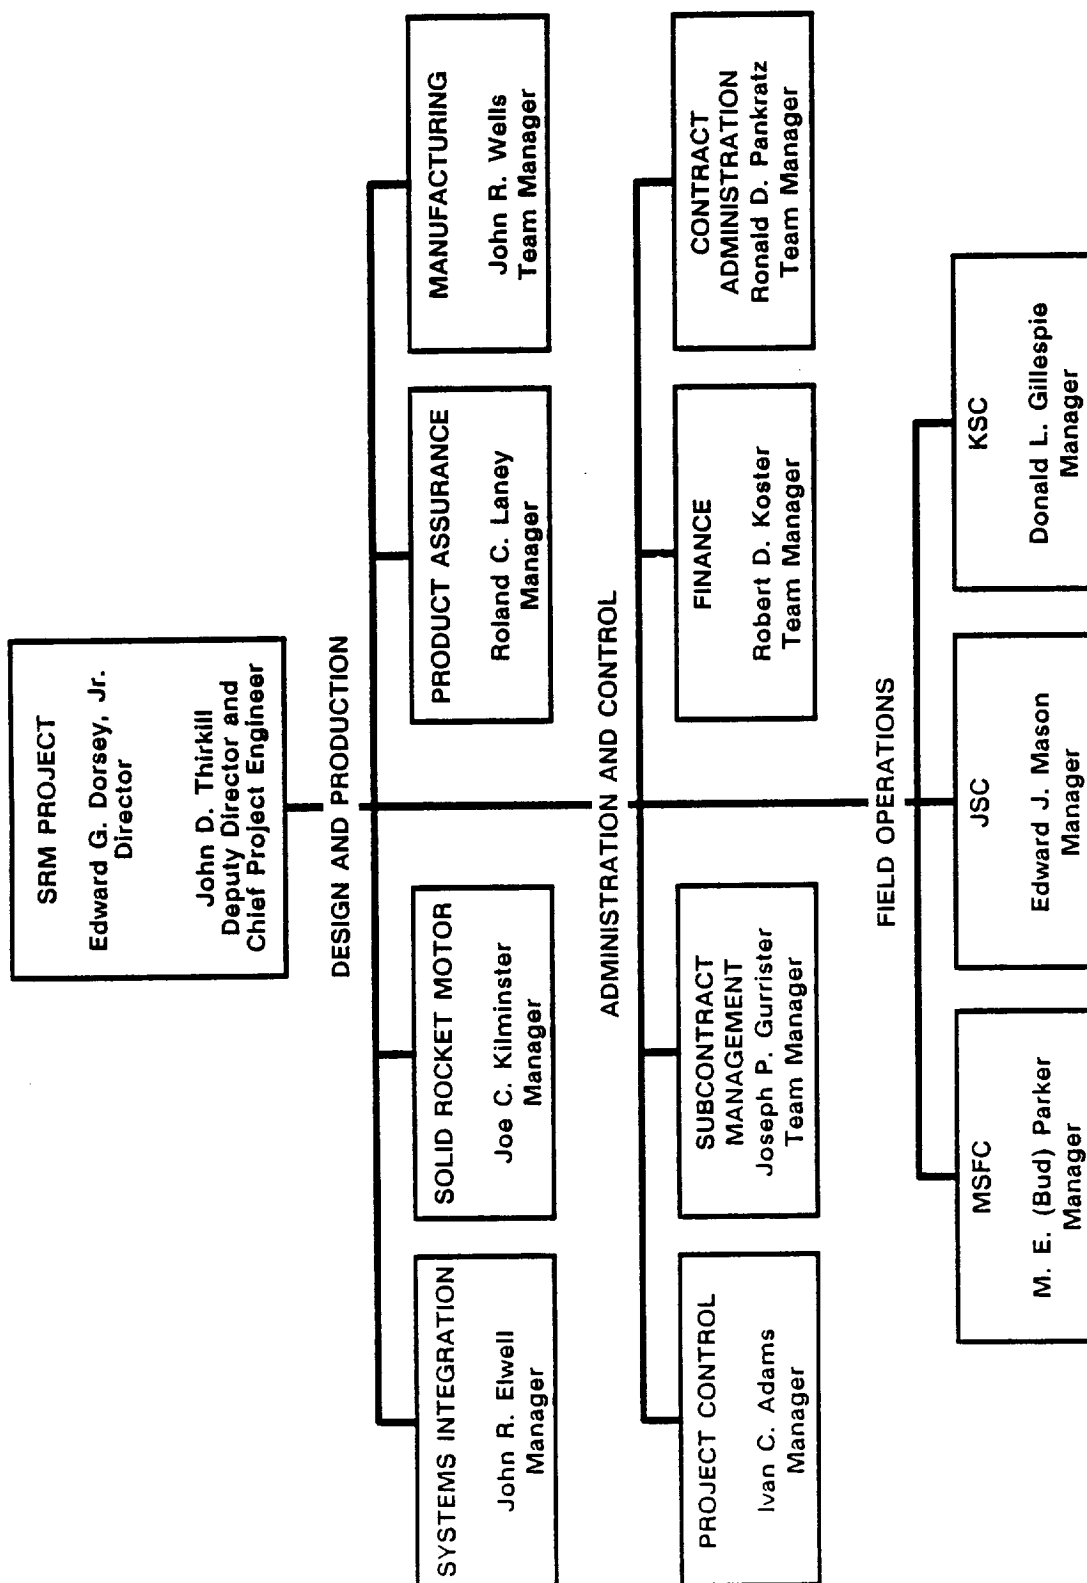 SRM PROJECT
Edward G. Dorsey, Jr.
Director
John D. Thirkill
Deputy Director and
Chief Project Engineer
DESIGN AND PRODUCTION
SYSTEMS INTEGRATION
John R. Elwell
Manager
SOLID ROCKET MOTOR
Joe C. Kilminster
Manager
PRODUCT ASSURANCE
Roland C. Laney
Manager
MANUFACTURING
John R. Wells
Team Manager
ADMINISTRATION AND CONTROL
PROJECT CONTROL
Ivan C. Adams
Manager
SUBCONTRACT
MANAGEMENT
Joseph P. Gurrister
Team Manager
FINANCE
Robert D. Koster
Team Manager
CONTRACT
ADMINISTRATION
Ronald D. Pankratz
Team Manager
FIELD OPERATIONS
MSFC
M. E. (Bud) Parker
Manager
JSC
Edward J. Mason
Manager
KSC
Donald L. Gillespie
Manager